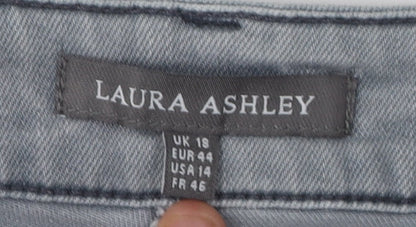 LAURA ASHLEY
UK 18
EUR 44
USA 14
FR 46